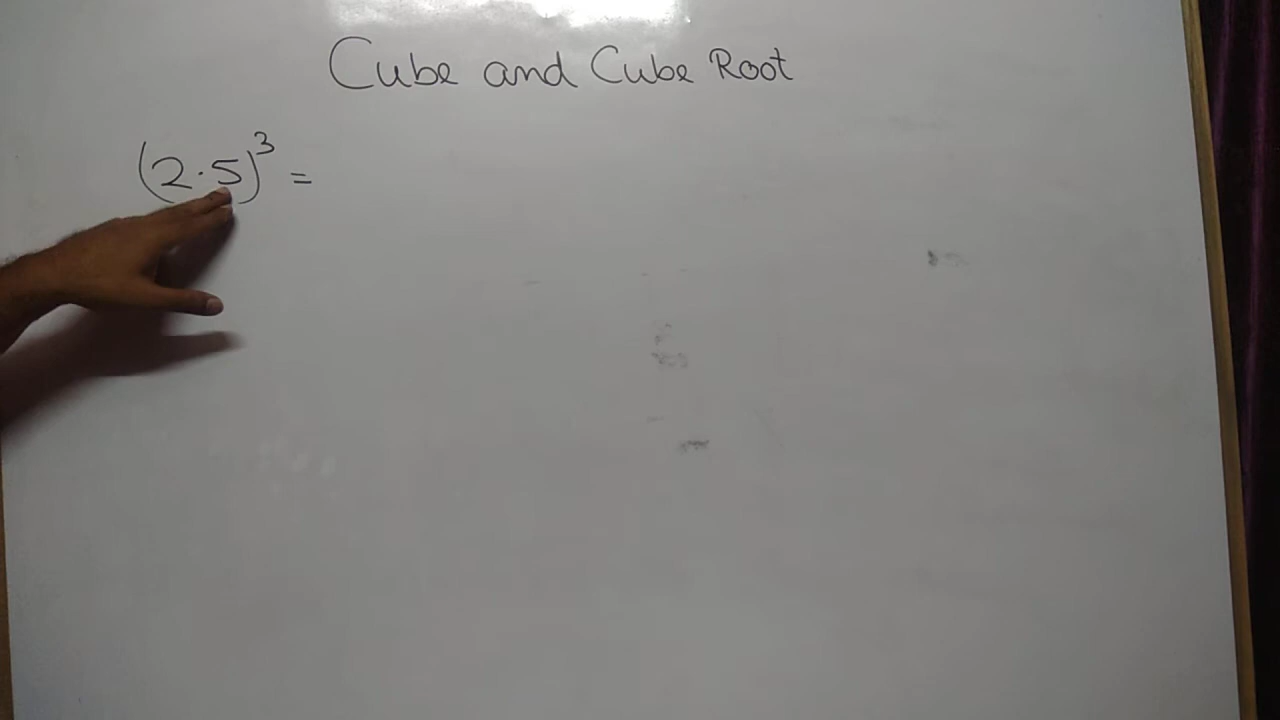 Cube and Cube Root
(2.5)³ =